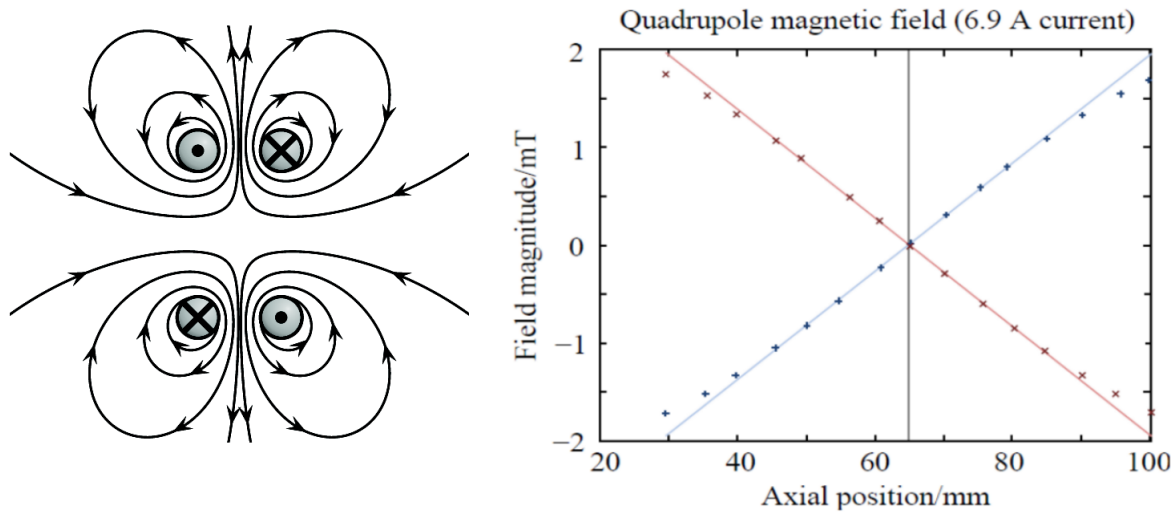 Quadrupole magnetic field (6.9 A current)
Field magnitude/mT
2
1
0
−1
−2
20 40 60 80 100
Axial position/mm